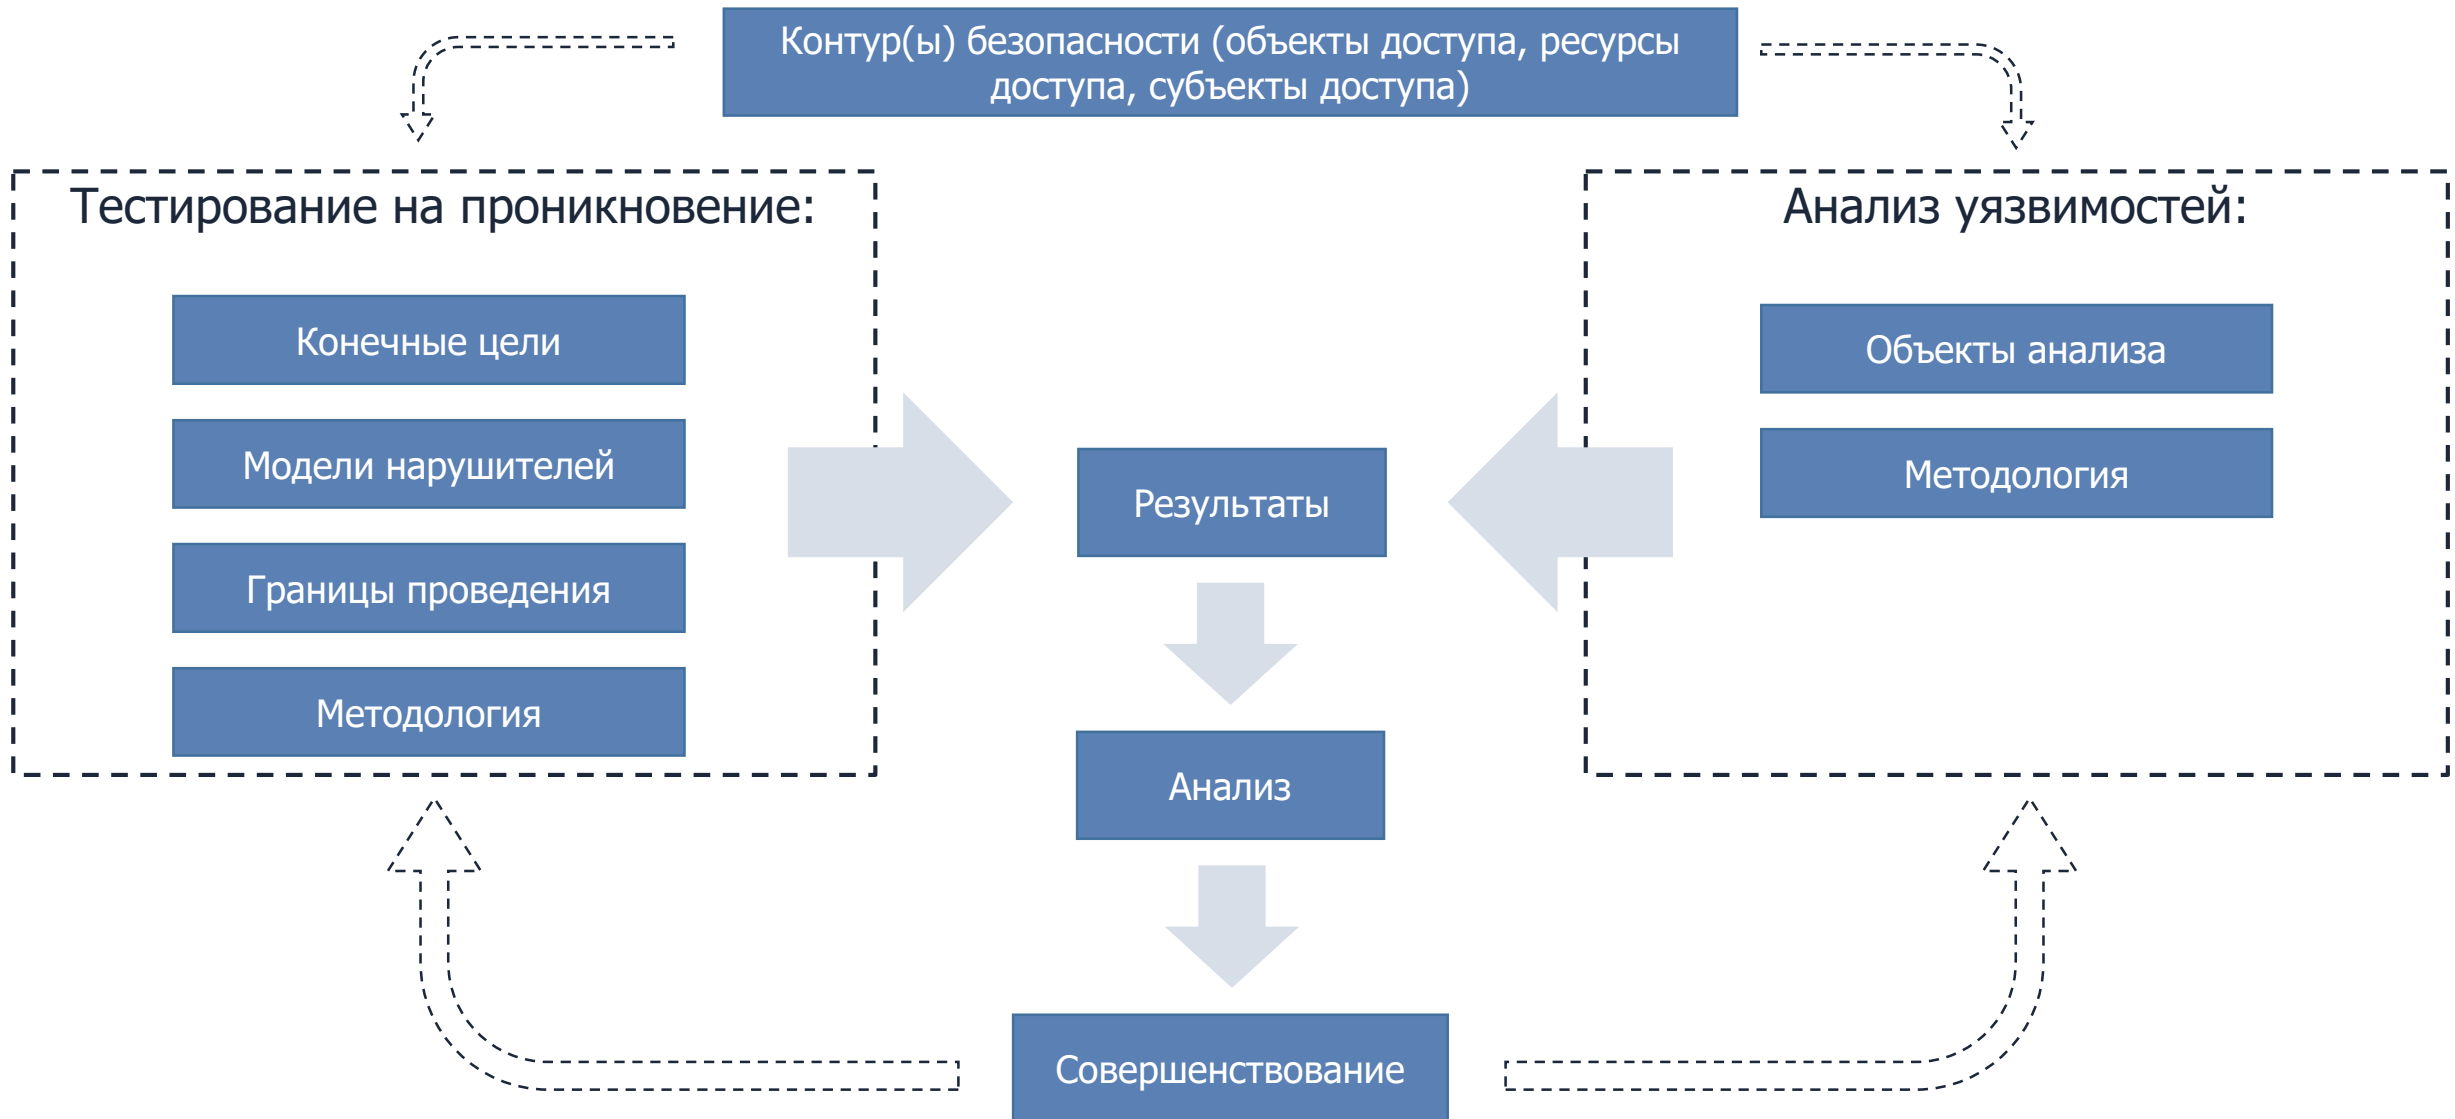 Контур(ы) безопасности (объекты доступа, ресурсы
доступа, субъекты доступа)
Тестирование на проникновение:
Конечные цели
Модели нарушителей
Границы проведения
Методология
Анализ уязвимостей:
Объекты анализа
Методология
Результаты
Анализ
Совершенствование